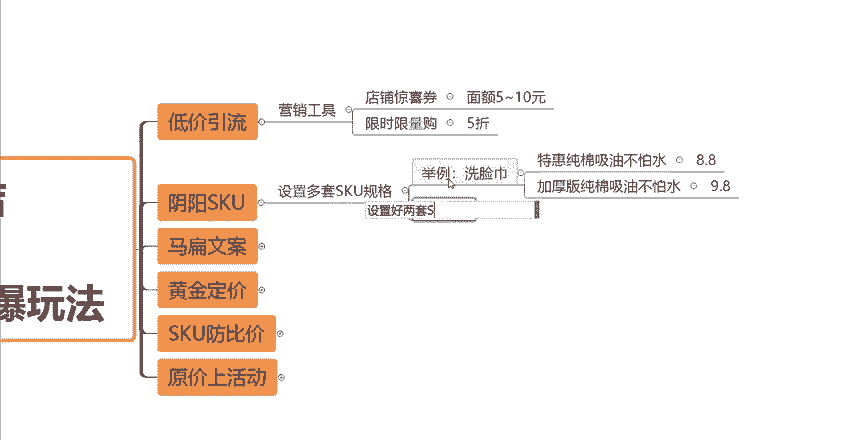 低价引流
营销工具
店铺惊喜券
面额5~10元
限时限量购
5折
阴阳SKU
设置多套SKU规格
举例：洗脸巾
特惠纯棉吸油不怕水
8.8
加厚版纯棉吸油不怕水
9.8
设置好两套S
马扁文案
黄金定价
爆玩法
SKU防比价
原价上活动